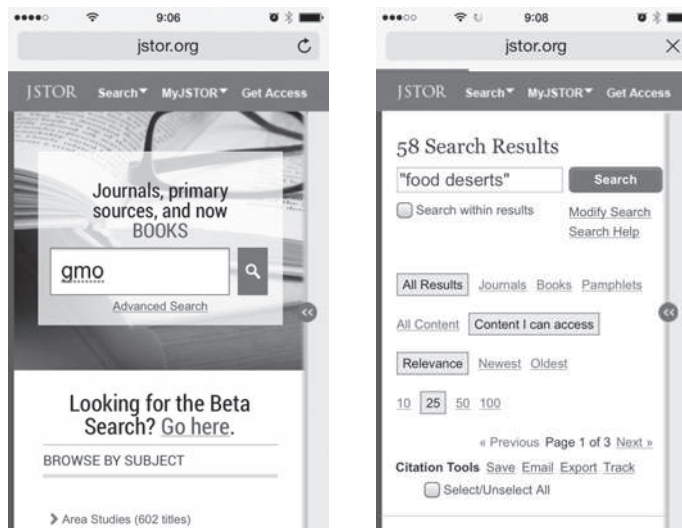 9:06
jstor.org
JSTOR Search MyJSTOR Get Access
Journals, primary
sources, and now
BOOKS
gmo
Advanced Search
Looking for the Beta
Search? Go here.
BROWSE BY SUBJECT
Area Studies (602 titles)
9:08
jstor.org
JSTOR Search MyJSTOR Get Access
58 Search Results
"food deserts" Search
Search within results Modify Search
Search Help
All Results Journals Books Pamphlets
All Content Content I can access
Relevance Newest Oldest
10 25 50 100
« Previous Page 1 of 3 Next »
Citation Tools Save Email Export Track
Select/Unselect All